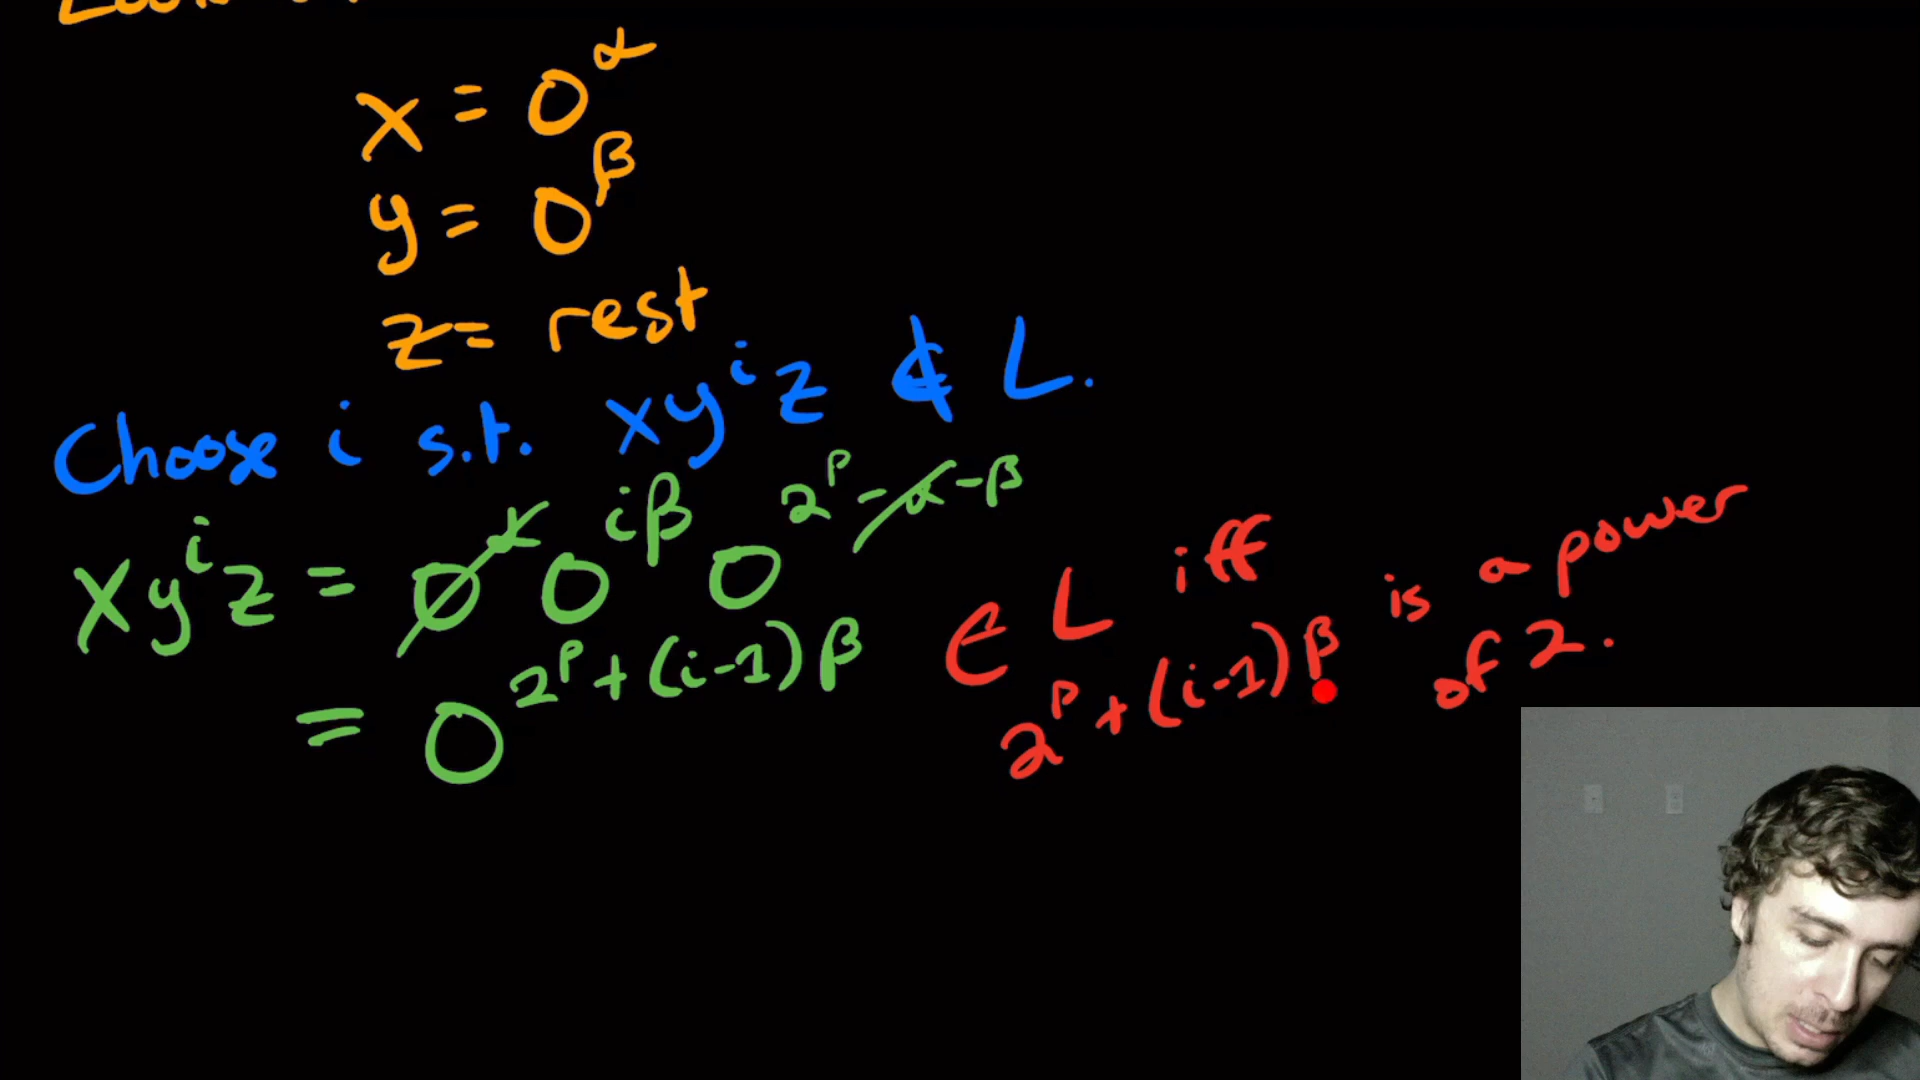 x = 0^α
y = 0^β
z = rest
Choose i s.t. xy^i z ∉ L.
xy^i z = 0^α 0^{iβ} 0^{2^p - α - β}
= 0^{2^p + (i-1)β}
∈ L iff
2^p + (i-1)β is a power
of 2.